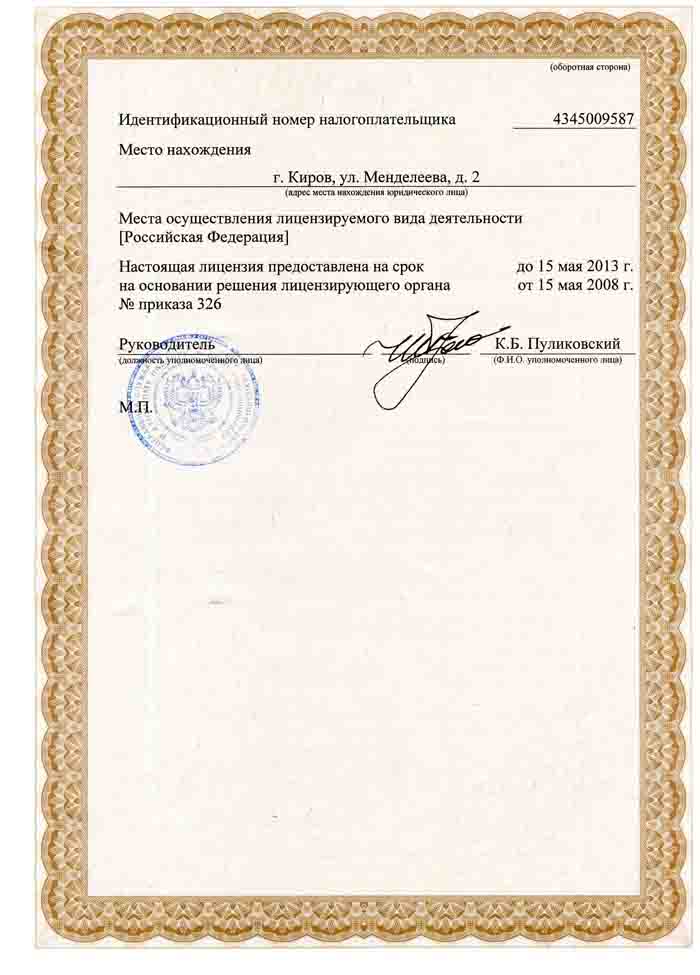 (оборотная сторона)
Идентификационный номер налогоплательщика 4345009587
Место нахождения
г. Киров, ул. Менделеева, д. 2
(адрес места нахождения юридического лица)
Места осуществления лицензируемого вида деятельности
[Российская Федерация]
Настоящая лицензия предоставлена на срок до 15 мая 2013 г.
на основании решения лицензирующего органа от 15 мая 2008 г.
№ приказа 326
Руководитель К.Б. Пуликовский
(должность уполномоченного лица) (подпись) (Ф.И.О. уполномоченного лица)
М.П.